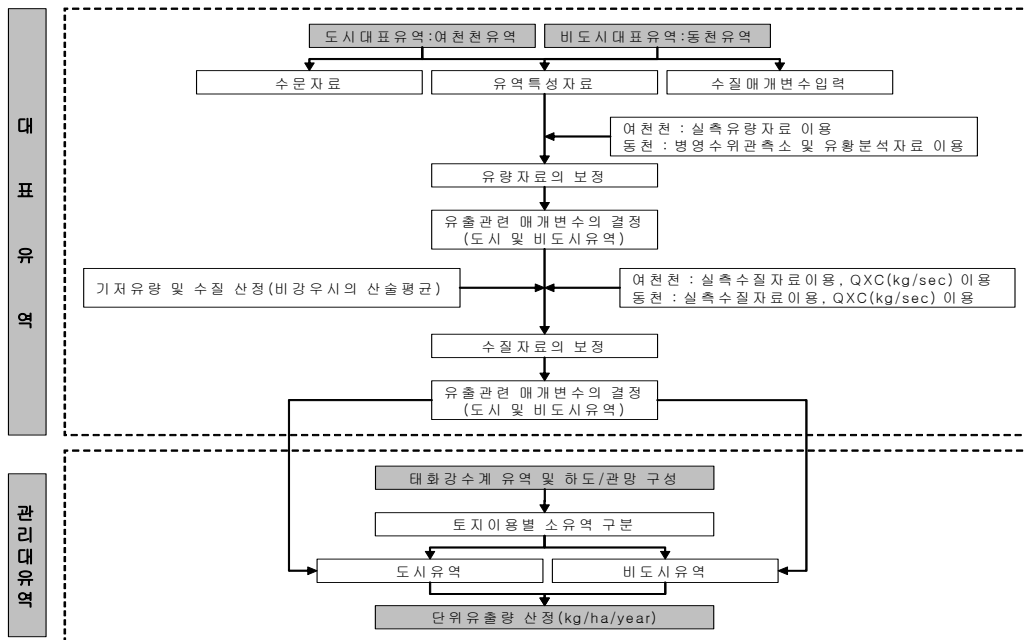 대표유역
도시대표유역:여천천유역
비도시대표유역:동천유역
수문자료
유역특성자료
수질매개변수입력
여천천 : 실측유량자료 이용
동천 : 병영수위관측소 및 유황분석자료 이용
유량자료의 보정
유출관련 매개변수의 결정
(도시 및 비도시유역)
기저유량 및 수질 산정(비강우시의 산술평균)
여천천 : 실측수질자료이용, QXC(kg/sec) 이용
동천 : 실측수질자료이용, QXC(kg/sec) 이용
수질자료의 보정
유출관련 매개변수의 결정
(도시 및 비도시유역)
관리대유역
태화강수계 유역 및 하도/관망 구성
토지이용별 소유역 구분
도시유역
비도시유역
단위유출량 산정(kg/ha/year)